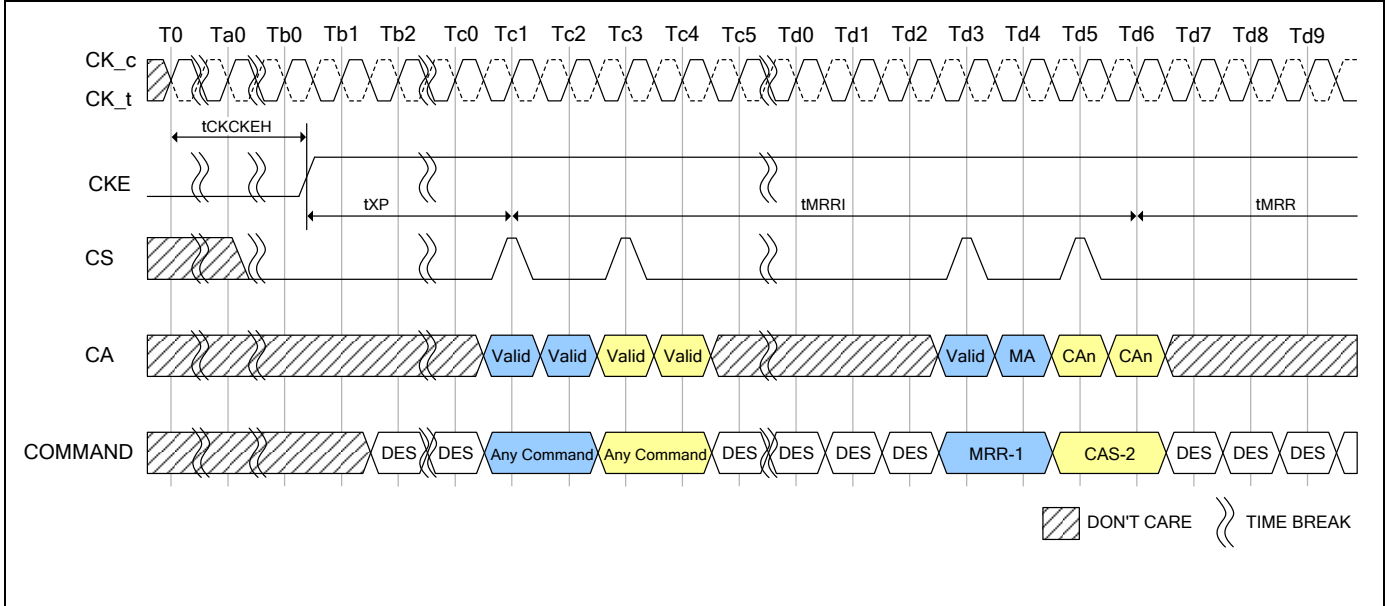 T0 Ta0 Tb0 Tb1 Tb2 Tc0 Tc1 Tc2 Tc3 Tc4 Tc5 Td0 Td1 Td2 Td3 Td4 Td5 Td6 Td7 Td8 Td9
CK_c
CK_t
tCKCKEH
CKE
tXP tMRRI tMRR
CS
CA Valid Valid Valid Valid Valid MA CAn CAn
COMMAND DES DES Any Command Any Command DES DES DES DES MRR-1 CAS-2 DES DES DES
DON'T CARE TIME BREAK